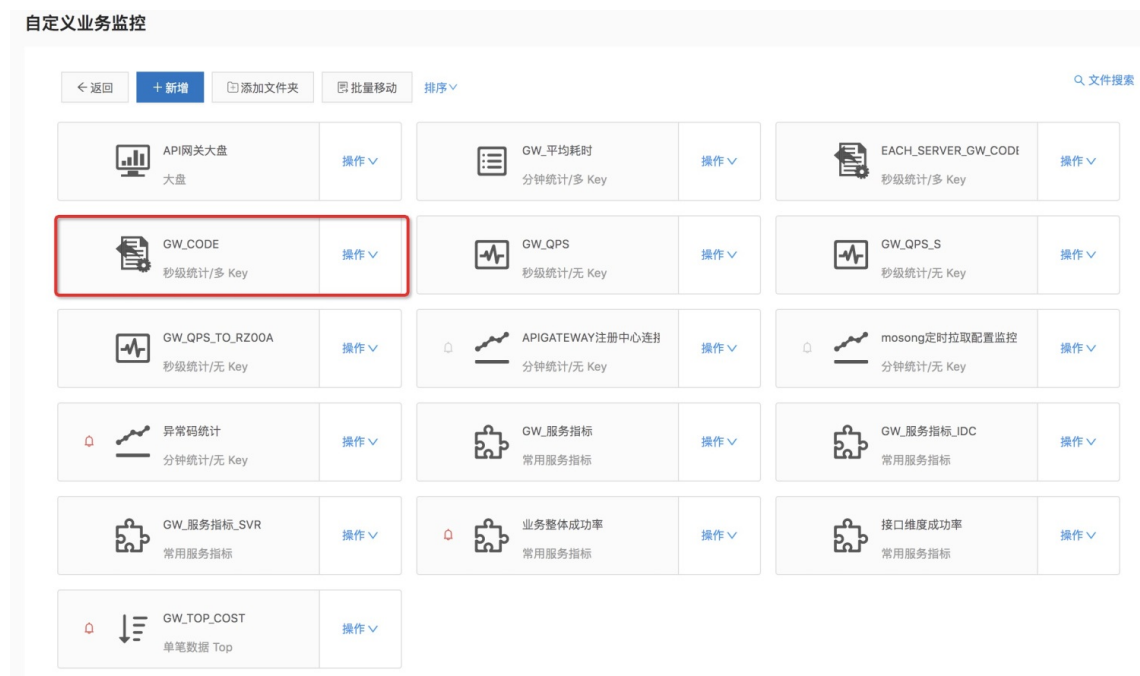 自定义业务监控
返回 新增 添加文件夹 批量移动 排序 文件搜索
API网关大盘
大盘
操作
GW_平均耗时
分钟统计/多 Key
操作
EACH_SERVER_GW_CODE
秒级统计/多 Key
操作
GW_CODE
秒级统计/多 Key
操作
GW_QPS
秒级统计/无 Key
操作
GW_QPS_S
秒级统计/无 Key
操作
GW_QPS_TO_RZ00A
秒级统计/无 Key
操作
APIGATEWAY注册中心连接
分钟统计/无 Key
操作
mosong定时拉取配置监控
分钟统计/无 Key
操作
异常码统计
分钟统计/无 Key
操作
GW_服务指标
常用服务指标
操作
GW_服务指标_IDC
常用服务指标
操作
GW_服务指标_SVR
常用服务指标
操作
业务整体成功率
常用服务指标
操作
接口维度成功率
常用服务指标
操作
GW_TOP_COST
单笔数据 Top
操作